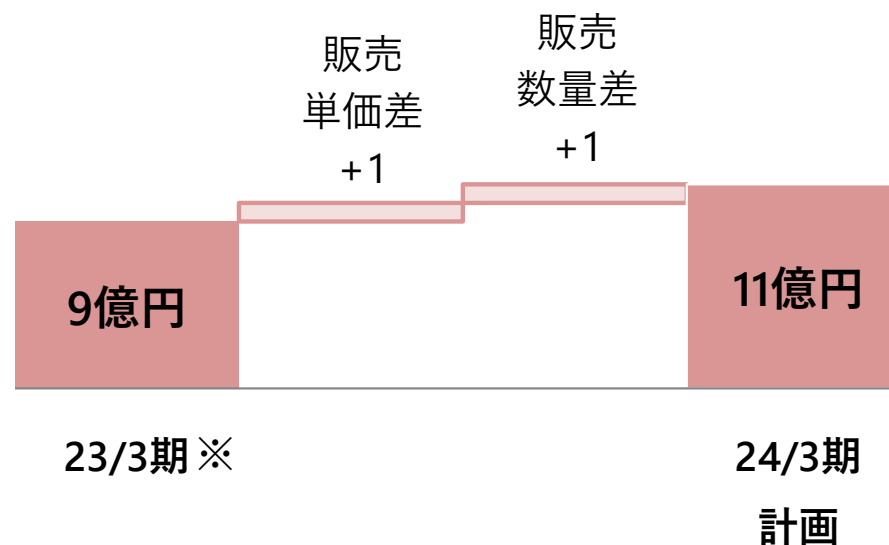 販売
単価差
+1
販売
数量差
+1
9億円
11億円
23/3期※
24/3期
計画